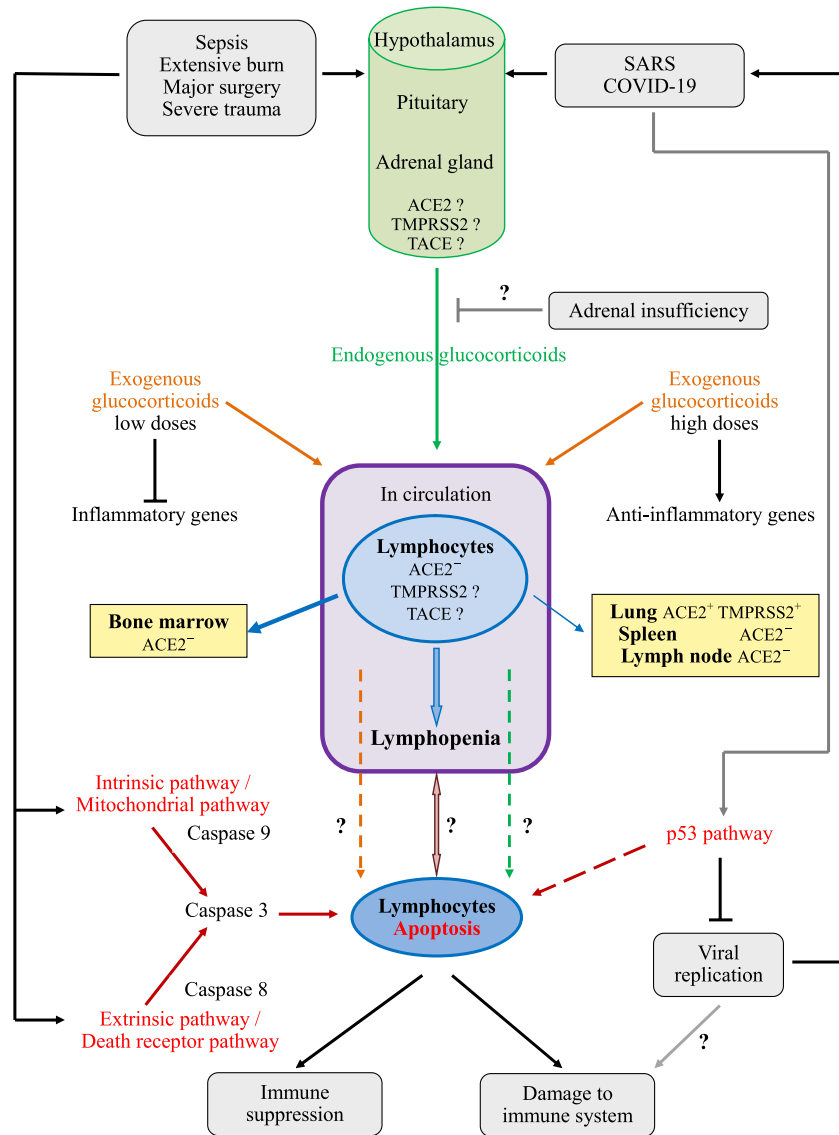 Sepsis
Extensive burn
Major surgery
Severe trauma
Hypothalamus
Pituitary
Adrenal gland
ACE2 ?
TMPRSS2 ?
TACE ?
SARS
COVID-19
?
Adrenal insufficiency
Endogenous glucocorticoids
Exogenous
glucocorticoids
low doses
Inflammatory genes
Exogenous
glucocorticoids
high doses
Anti-inflammatory genes
In circulation
Lymphocytes
ACE2⁻
TMPRSS2 ?
TACE ?
Bone marrow
ACE2⁻
Lung ACE2⁺ TMPRSS2⁺
Spleen ACE2⁻
Lymph node ACE2⁻
Lymphopenia
Intrinsic pathway /
Mitochondrial pathway
Caspase 9
?
?
?
p53 pathway
Caspase 3
Lymphocytes
Apoptosis
Caspase 8
Extrinsic pathway /
Death receptor pathway
Viral
replication
?
Immune
suppression
Damage to
immune system